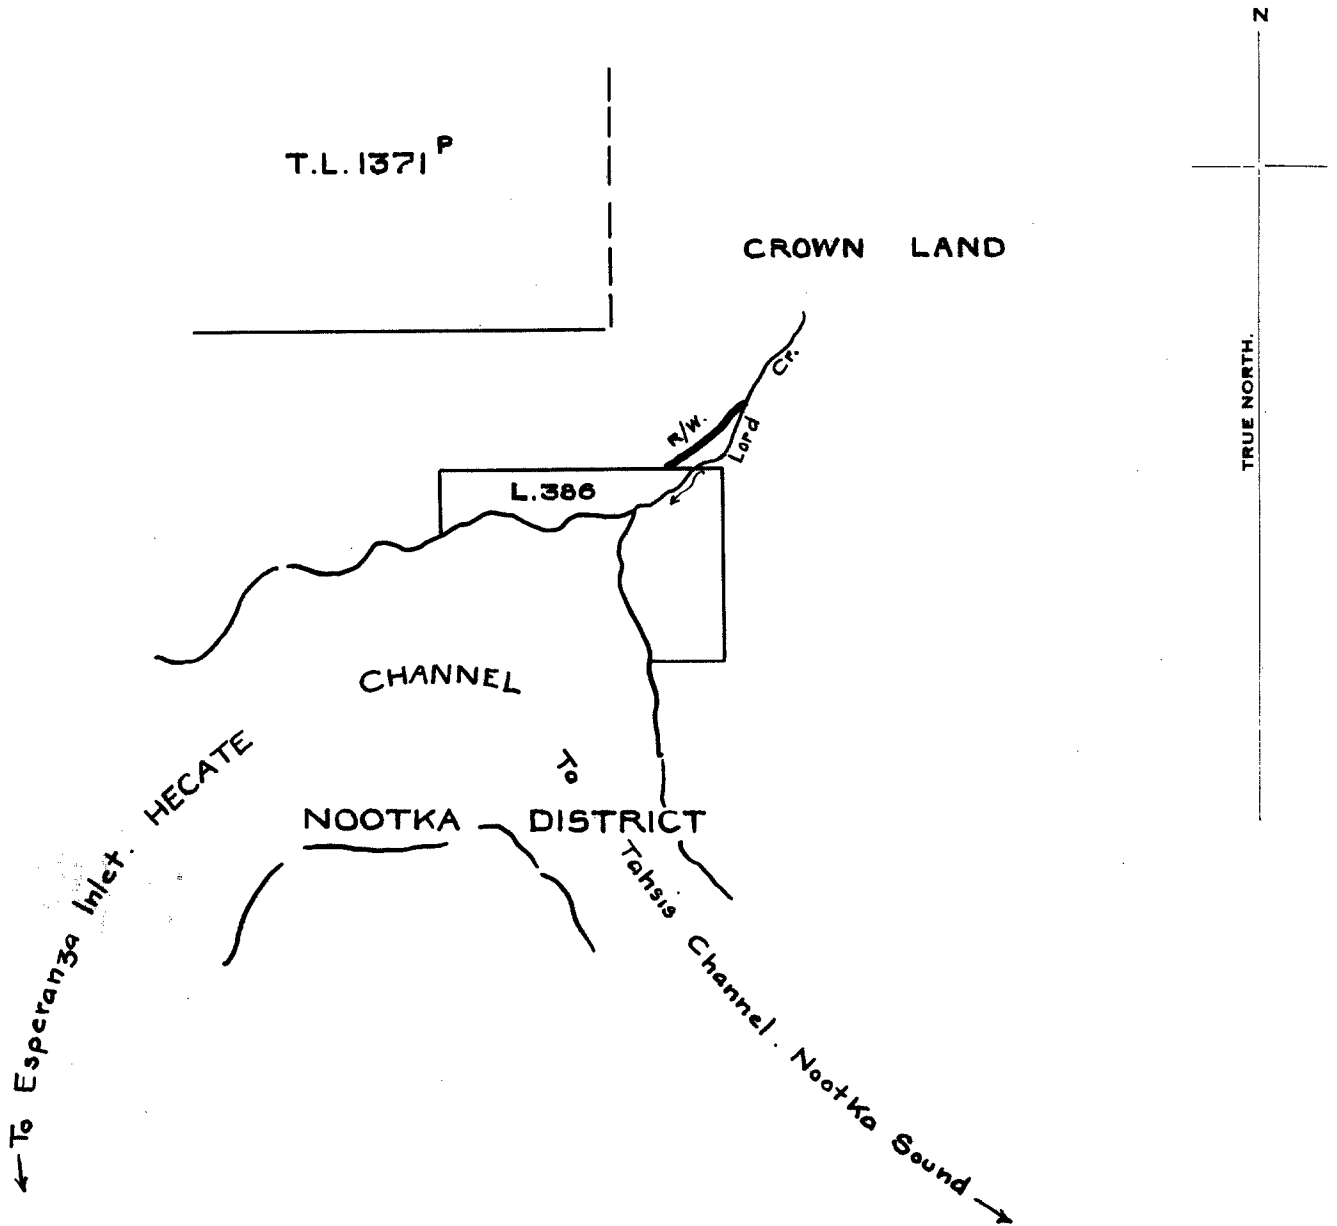 N
T.L. 1371 P
CROWN LAND
TRUE NORTH.
Cr.
R/W.
Lord
L.386
CHANNEL
HECATE
To
NOOTKA DISTRICT
Tahsis Channel. Nootka Sound
To Esperanza Inlet.